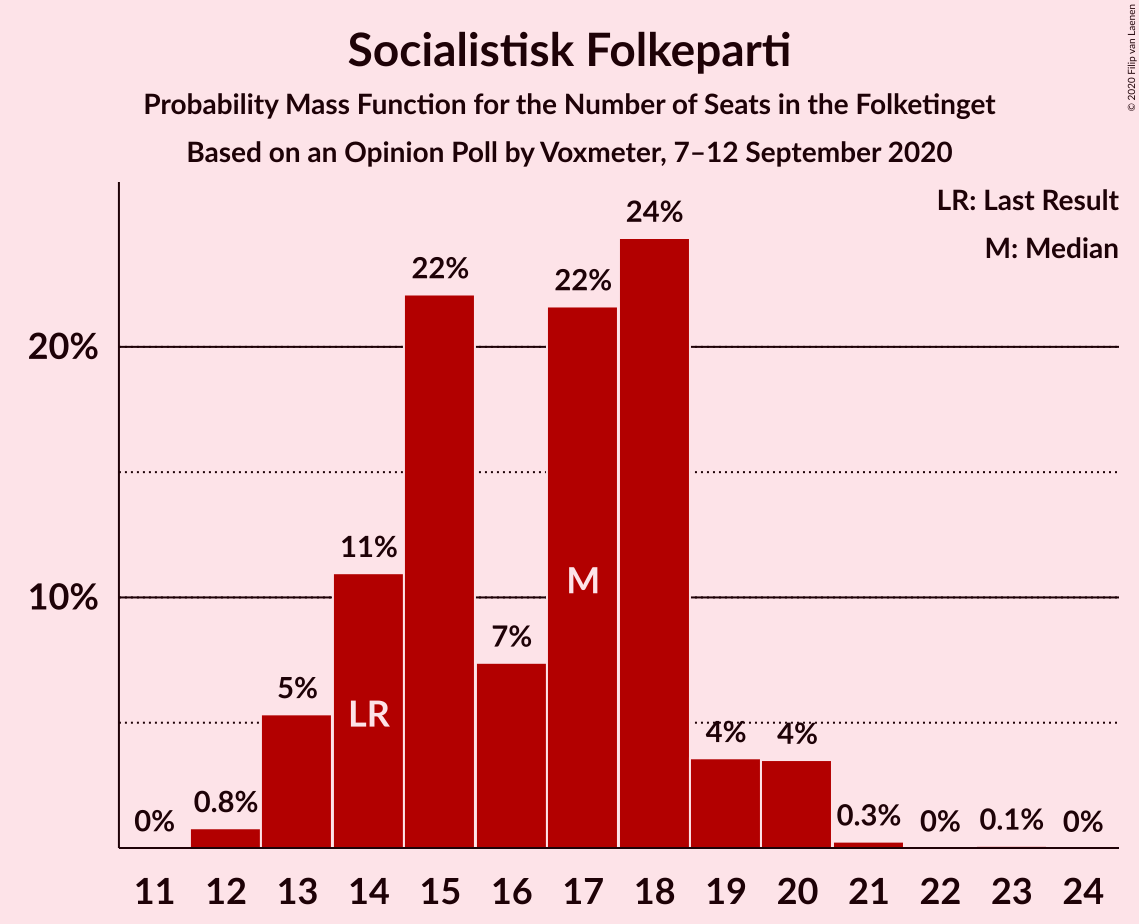 Socialistisk Folkeparti
Probability Mass Function for the Number of Seats in the Folketinget
Based on an Opinion Poll by Voxmeter, 7–12 September 2020
© 2020 Filip van Laenen
LR: Last Result
M: Median
20%
10%
0%
0.8%
5%
11%
22%
7%
22%
24%
4%
4%
0.3%
0%
0.1%
0%
LR
M
11 12 13 14 15 16 17 18 19 20 21 22 23 24